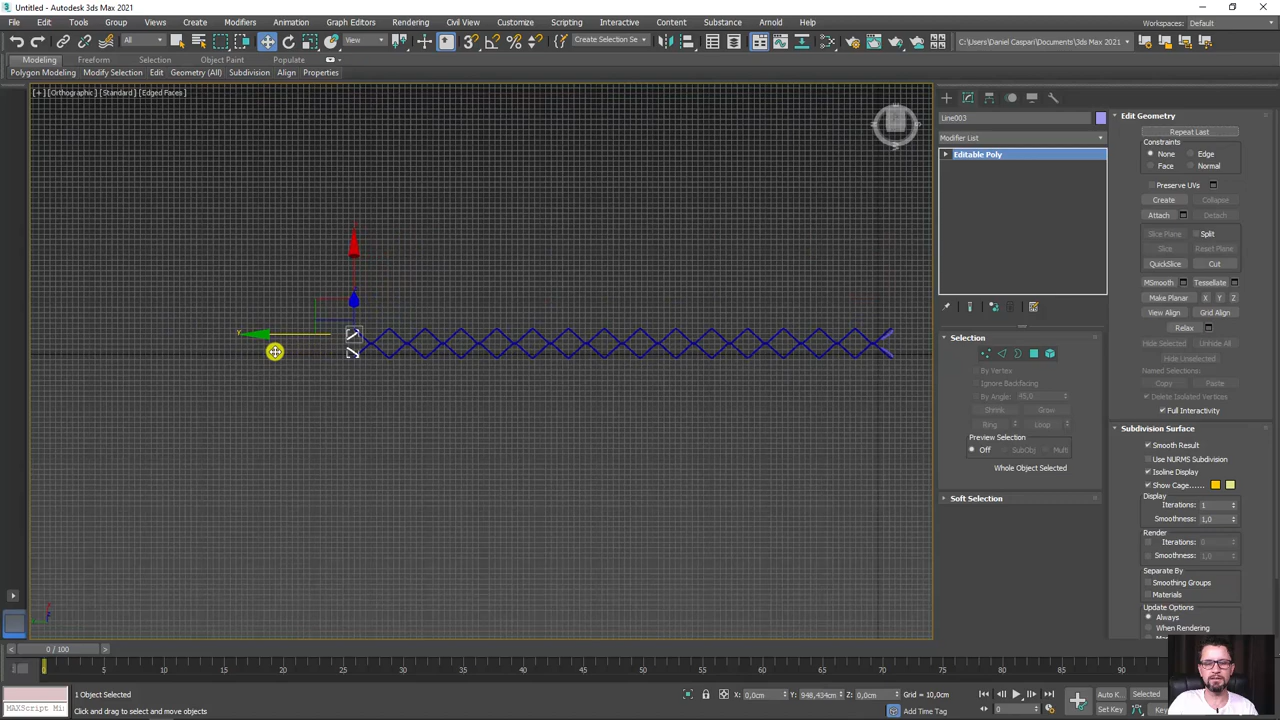 Untitled - Autodesk 3ds Max 2021
File Edit Tools Group Views Create Modifiers Animation Graph Editors Rendering Civil View Customize Scripting Interactive Content Substance Arnold Help
Workspaces: Default
All View Create Selection Se C:\Users\Daniel Caspari\Documents\3ds Max 2021
Modeling Freeform Selection Object Paint Populate
Polygon Modeling Modify Selection Edit Geometry (All) Subdivision Align Properties
[+] [Orthographic] [Standard] [Edged Faces]
Line003
Modifier List
Editable Poly
Selection
By Vertex
Ignore Backfacing
By Angle: 45,0
Shrink Grow
Ring Loop
Preview Selection
Off SubObj Multi
Whole Object Selected
Soft Selection
Edit Geometry
Repeat Last
Constraints
None Edge
Face Normal
Preserve UVs
Create Collapse
Attach Detach
Slice Plane Split
Slice Reset Plane
QuickSlice Cut
MSmooth Tessellate
Make Planar X Y Z
View Align Grid Align
Relax
Hide Selected Unhide All
Hide Unselected
Named Selections:
Copy Paste
Delete Isolated Vertices
Full Interactivity
Subdivision Surface
Smooth Result
Use NURMS Subdivision
Isoline Display
Show Cage......
Display
Iterations: 1
Smoothness: 1,0
Render
Iterations: 0
Smoothness: 1,0
Separate By
Smoothing Groups
Materials
Update Options
Always
When Rendering
0 / 100
0 5 10 15 20 25 30 35 40 45 50 55 60 65 70 75 80 85 90
1 Object Selected
X: 0,0cm Y: 948,434cm Z: 0,0cm Grid = 10,0cm
Auto K Selected
MAXScript Mi
Click and drag to select and move objects
Add Time Tag
0
Set Key